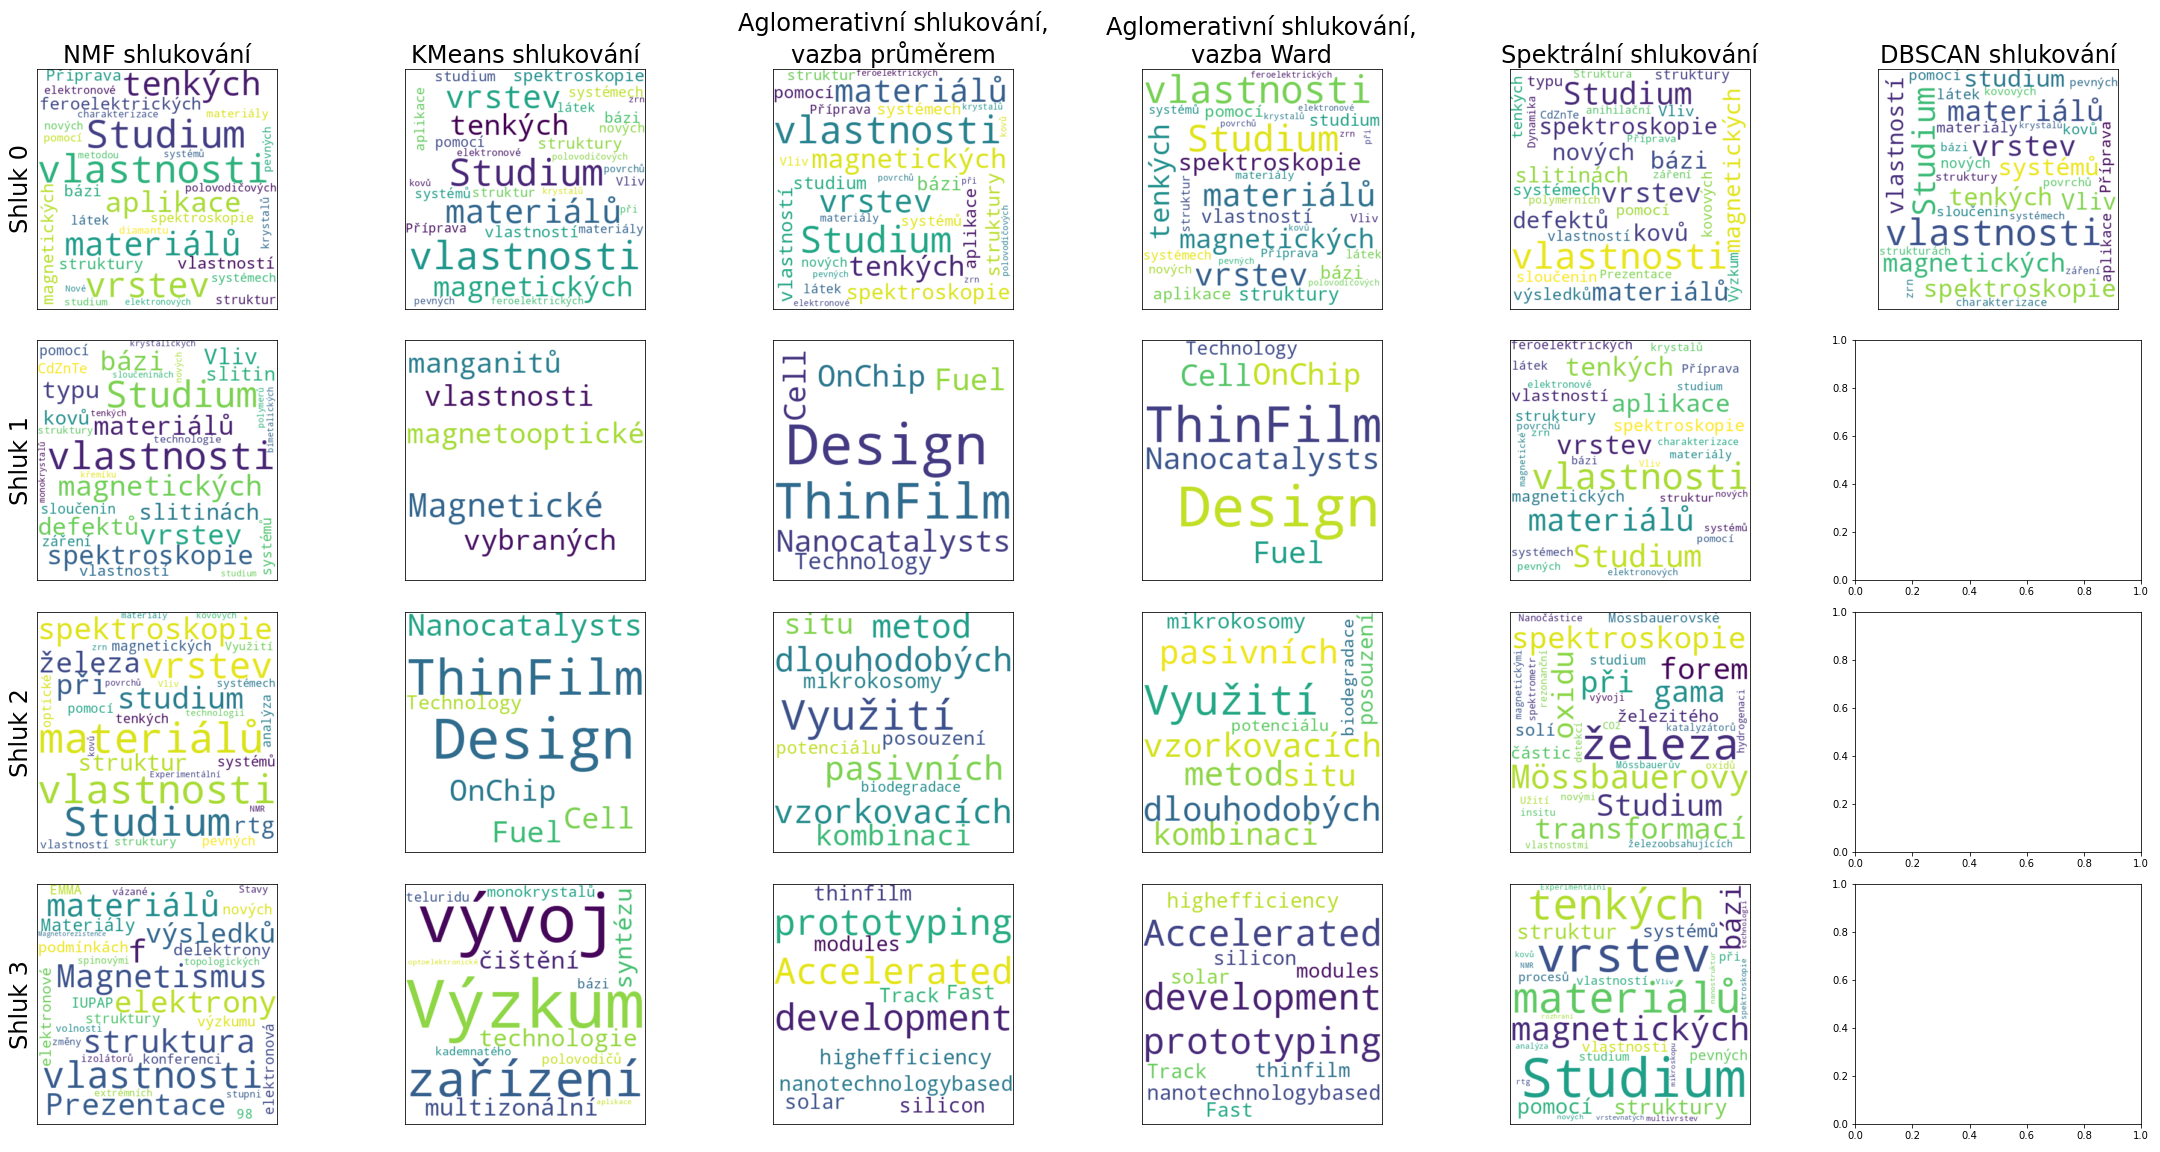 Aglomerativní shlukování, Aglomerativní shlukování,
NMF shlukování KMeans shlukování vazba průměrem vazba Ward Spektrální shlukování DBSCAN shlukování
Shluk 0
Příprava tenkých
elektronové
feroelektrických
charakterizace materiály
nových Studium
pomocí pevných
metodou systémů
vlastnosti
bázi polovodičových
aplikace
látek spektroskopie
diamantu krystalů
magnetických materiálů
struktury vlastností
Nové vrstev systémech
studium elektronových struktur
studium spektroskopie
vrstev systémech
zrn
aplikace látek
tenkých bázi
nových
pomocí struktury
elektronové polovodičových
Studium povrchů
kovů Vliv
systémů struktur krystalů
materiálů při
Příprava vlastností materiály
vlastnosti
magnetických
pevných feroelektrických
struktur feroelektrických
pomocí materiálů
Příprava systémech krystalů
vlastnosti kovů
Vliv magnetických
studium povrchů bázi při
vrstev struktury
materiály systémů
vlastností Studium aplikace polovodičových
nových tenkých
pevných zrn
látek spektroskopie
elektronové
feroelektrických
vlastnosti
systémů pomocí krystalů elektronové
povrchů studium
tenkých Studium zrn při
spektroskopie
materiály
struktur materiálů
vlastností Vliv
kovů
magnetických
systémech Příprava látek
nových pevných bázi
vrstev polovodičových
aplikace struktury
Struktura struktury
typu Studium
tenkých CdZnTe anihilační Vliv
Dynamika spektroskopie
Příprava
nových bázi
slitinách záření
systémech vrstev
polymerních pomocí kovových magnetických
defektů kovů
vlastností
vlastnosti
sloučenin Prezentace
výsledků materiálů Výzkum
pomocí studium pevných
látek kovových
materiálů
materiály krystalů kovů
vlastností Studium bázi vrstev
nových systémů
struktury povrchů
tenkých Příprava
sloučenin systémech Vliv
vlastnosti
strukturách
magnetických záření aplikace
zrn spektroskopie
charakterizace
Shluk 1
krystalických
pomocí bázi Vliv
CdZnTe sloučeninách nových slitin
typu Studium
kovů tenkých polymerů
struktury materiálů bimetalických
technologie
vlastnosti
monokrystalů křemíku
magnetických
sloučenin slitinách
defektů vrstev
záření
spektroskopie systémů
vlastností studium
manganitů
vlastnosti
magnetooptické
Magnetické
vybraných
Cell OnChip Fuel
Design
ThinFilm
Nanocatalysts
Technology
Technology
Cell OnChip
ThinFilm
Nanocatalysts
Design
Fuel
feroelektrických krystalů
látek tenkých Příprava
elektronové studium
vlastností aplikace
struktury
povrchů spektroskopie
zrn vrstev charakterizace
materiály
magnetické bázi Vliv
vlastnosti
magnetických struktur nových
materiálů
systémů
pomocí
systémech Studium
pevných
elektronových
1.0
0.8
0.6
0.4
0.2
0.0
0.0 0.2 0.4 0.6 0.8 1.0
Shluk 2
materiály kovových
spektroskopie
zrn magnetických Využití
železa vrstev
při povrchů Vliv systémech
optické studium
pomocí technologií
tenkých analýza
materiálů
kovů
struktur systémů
Experimentální
vlastnosti
NMR
Studium rtg
vlastností struktury pevných
Nanocatalysts
ThinFilm
Technology
Design
OnChip
Fuel Cell
situ metod
dlouhodobých
mikrokosomy
Využití
potenciálu posouzení
pasivních
biodegradace
vzorkovacích
kombinaci
mikrokosomy
pasivních biodegradace posouzení
Využití
potenciálu
vzorkovacích
metod situ
dlouhodobých
kombinaci
Nanočástice Mössbauerovské
spektroskopie
magnetickými spektrometr rezonanční studium forem
oxidu při gama
vývoji
železitého
solí CO2 katalyzátorů hydrogenaci
částic detekci železa
Mössbauerův oxidů
Mössbauerovy
Užití novými
insitu Studium
transformací
vlastnostmi železoobsahujících
1.0
0.8
0.6
0.4
0.2
0.0
0.0 0.2 0.4 0.6 0.8 1.0
Shluk 3
EMMA vázané Stavy
materiálů nových
Materiály
Magnetorezistence výsledků
podmínkách f delektrony
spinovými topologických
Magnetismus
elektronové IUPAP elektrony
struktury výzkumu
volnosti
změny struktura
izolátorů konferenci
vlastnosti elektronová
extrémních stupni
Prezentace 98
teluridu monokrystalů
vývoj syntézu
optoelektronické čištění
bázi
Výzkum
technologie
kademnatého polovodičů
zařízení
multizonální aplikace
thinfilm
prototyping
modules
Accelerated
Track Fast
development
highefficiency
nanotechnologybased
solar silicon
highefficiency
Accelerated
silicon
solar modules
development
prototyping
Track thinfilm
nanotechnologybased
Fast
Experimentální
tenkých bázi technologií
struktur systémů
kovů vrstev
NMR při
procesů vlastností Vliv nanostruktur spektroskopie
materiálů
rozhraní
magnetických
analýza vlastnosti
studium mikroskopu pevných
rtg Studium
pomocí struktury
nových vrstevnatých multivrstev
1.0
0.8
0.6
0.4
0.2
0.0
0.0 0.2 0.4 0.6 0.8 1.0